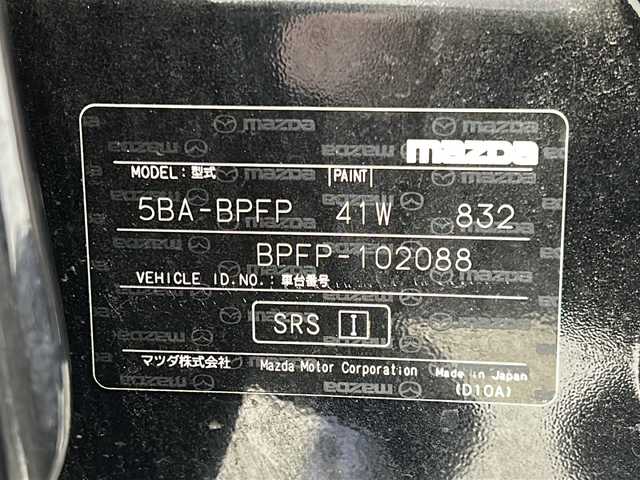 mazda
MODEL: 型式 PAINT
5BA-BPFP 41W 832
BPFP-102088
VEHICLE ID.NO.: 車台番号
SRS I
マツダ株式会社 Mazda Motor Corporation Made in Japan
(D10A)